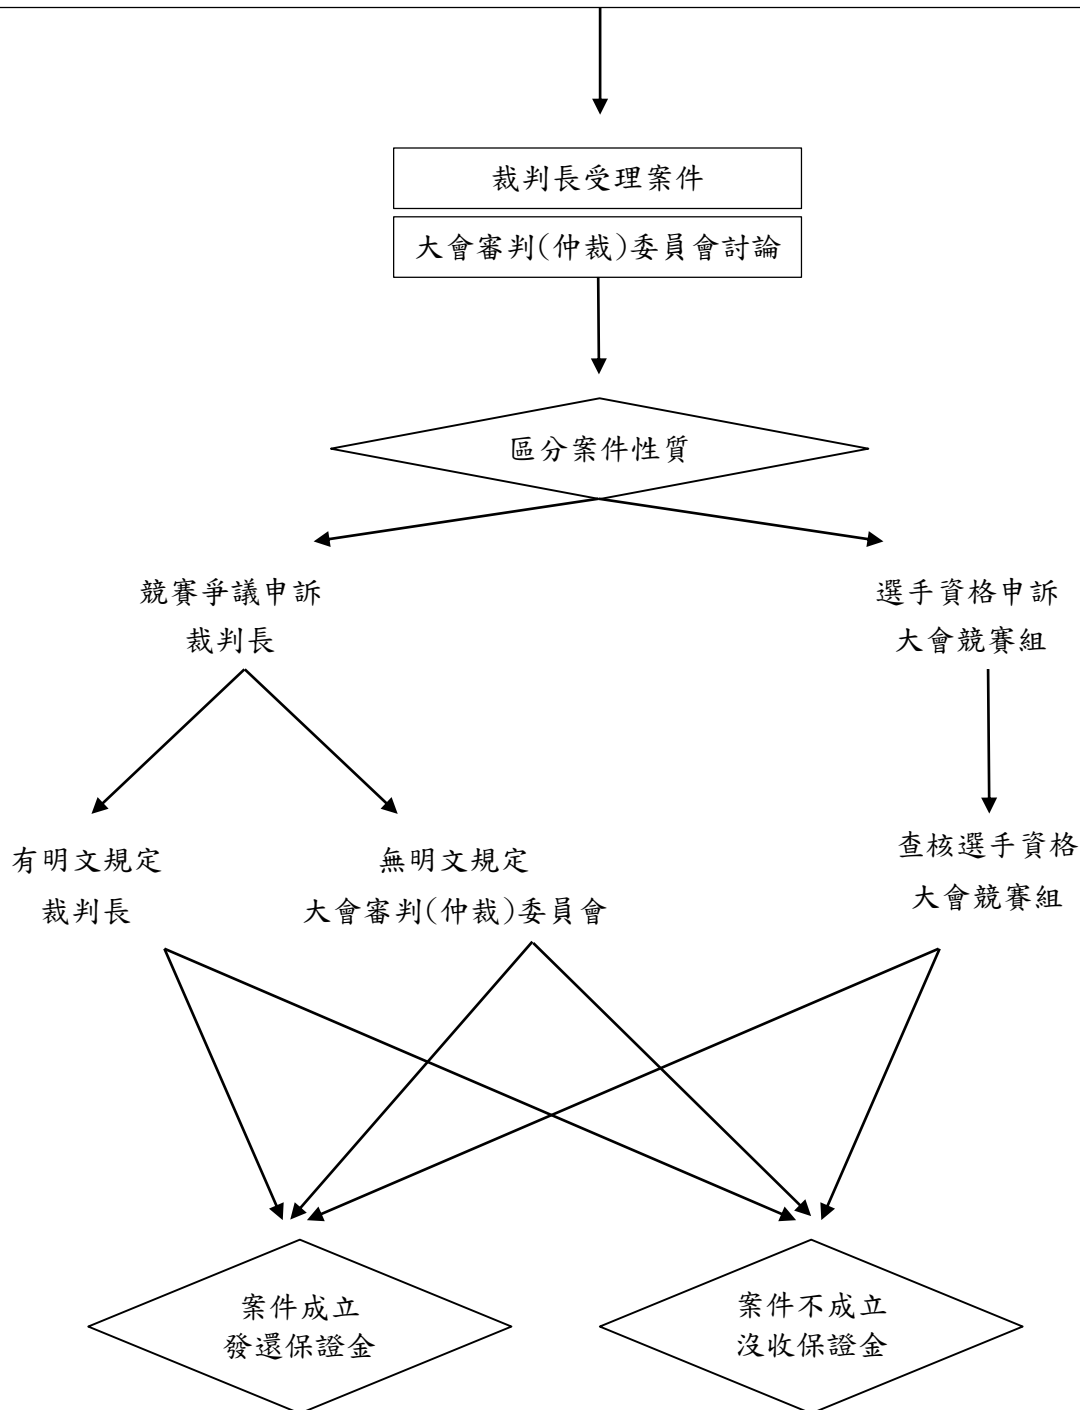 裁判長受理案件
大會審判(仲裁)委員會討論
區分案件性質
競賽爭議申訴
裁判長
選手資格申訴
大會競賽組
有明文規定
裁判長
無明文規定
大會審判(仲裁)委員會
查核選手資格
大會競賽組
案件成立
發還保證金
案件不成立
沒收保證金